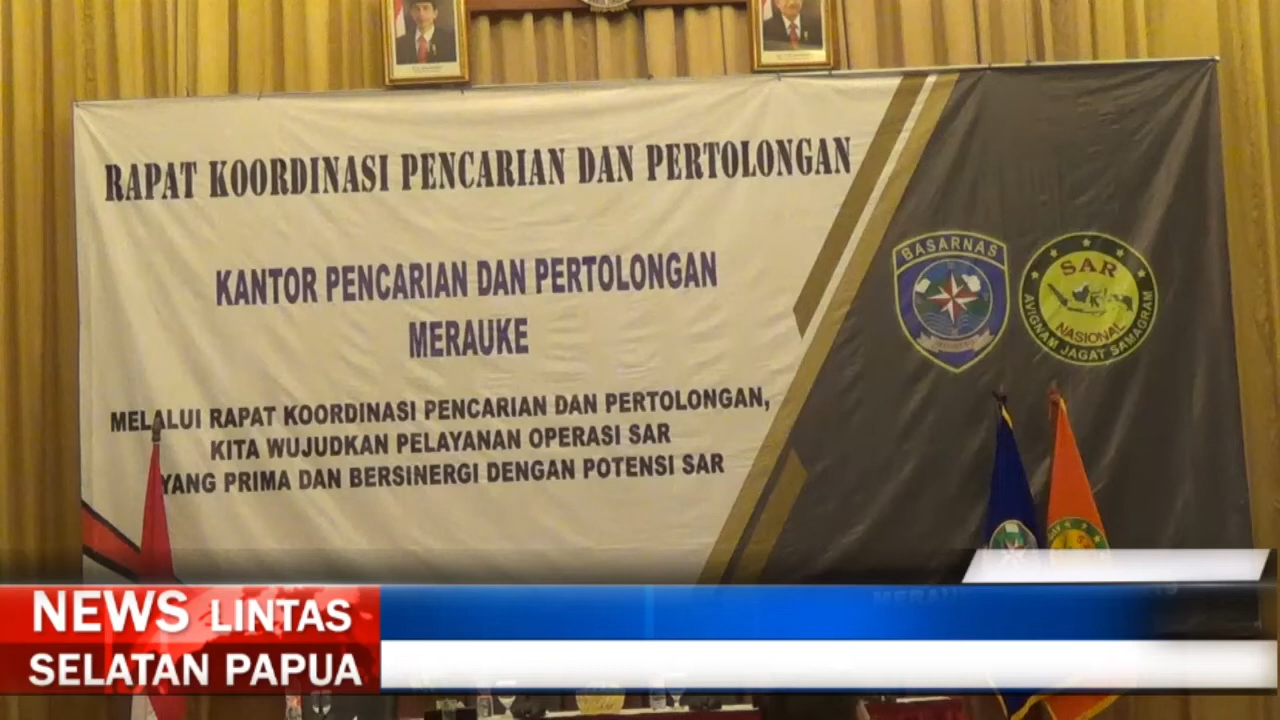 RAPAT KOORDINASI PENCARIAN DAN PERTOLONGAN
KANTOR PENCARIAN DAN PERTOLONGAN
MERAUKE
MELALUI RAPAT KOORDINASI PENCARIAN DAN PERTOLONGAN,
KITA WUJUDKAN PELAYANAN OPERASI SAR
YANG PRIMA DAN BERSINERGI DENGAN POTENSI SAR
BASARNAS
SAR
NASIONAL
AVIGNAM JAGAT SAMAGRAM
NEWS LINTAS
SELATAN PAPUA